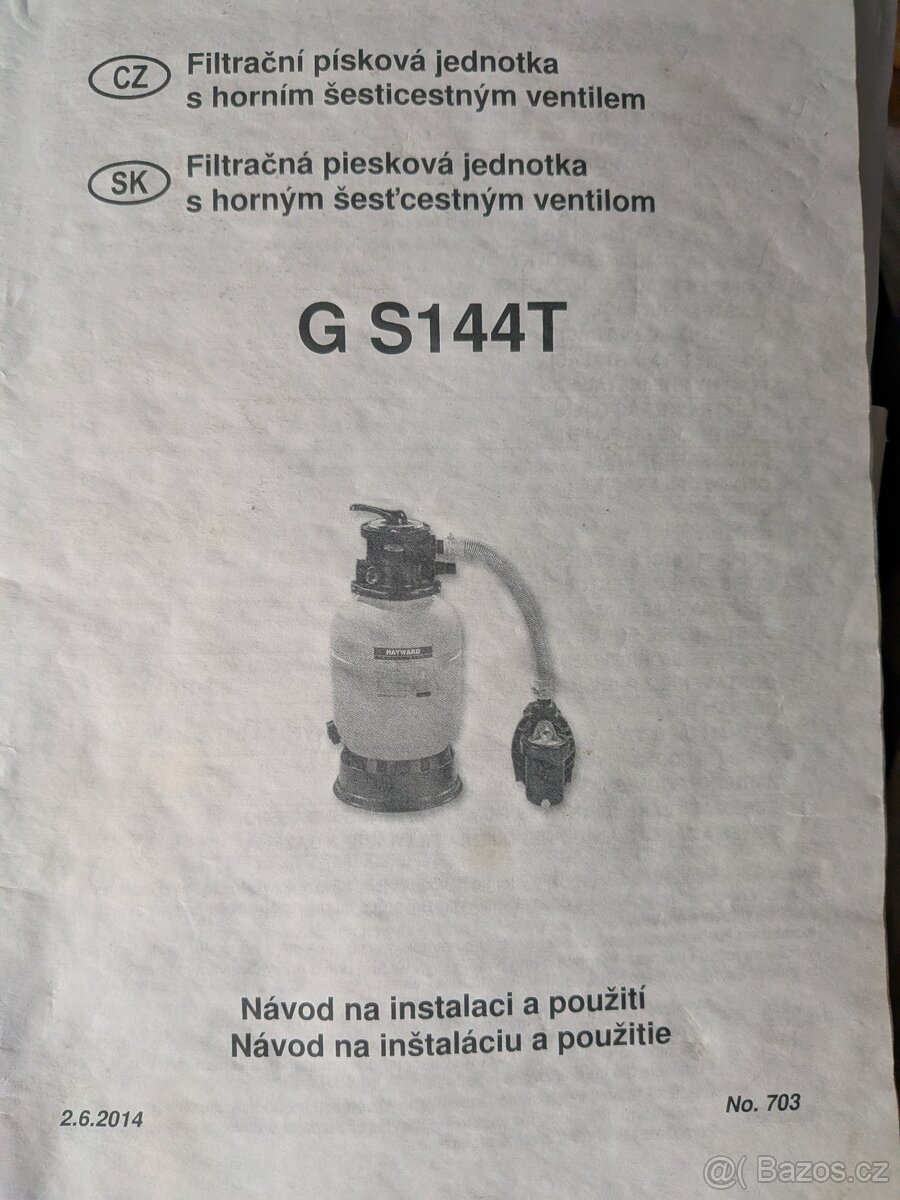 CZ
Filtrační písková jednotka
s horním šesticestným ventilem
SK
Filtračná piesková jednotka
s horným šesťcestným ventilom
G S144T
HAYWARD
Návod na instalaci a použití
Návod na inštaláciu a použitie
2.6.2014
No. 703
@( Bazos.cz